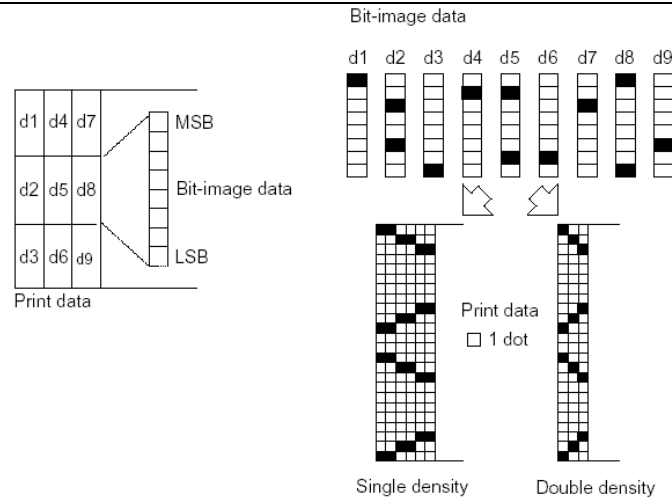 Bit-image data
d1 d2 d3 d4 d5 d6 d7 d8 d9
d1 d4 d7
MSB
d2 d5 d8
Bit-image data
d3 d6 d9
LSB
Print data
Print data
1 dot
Single density
Double density